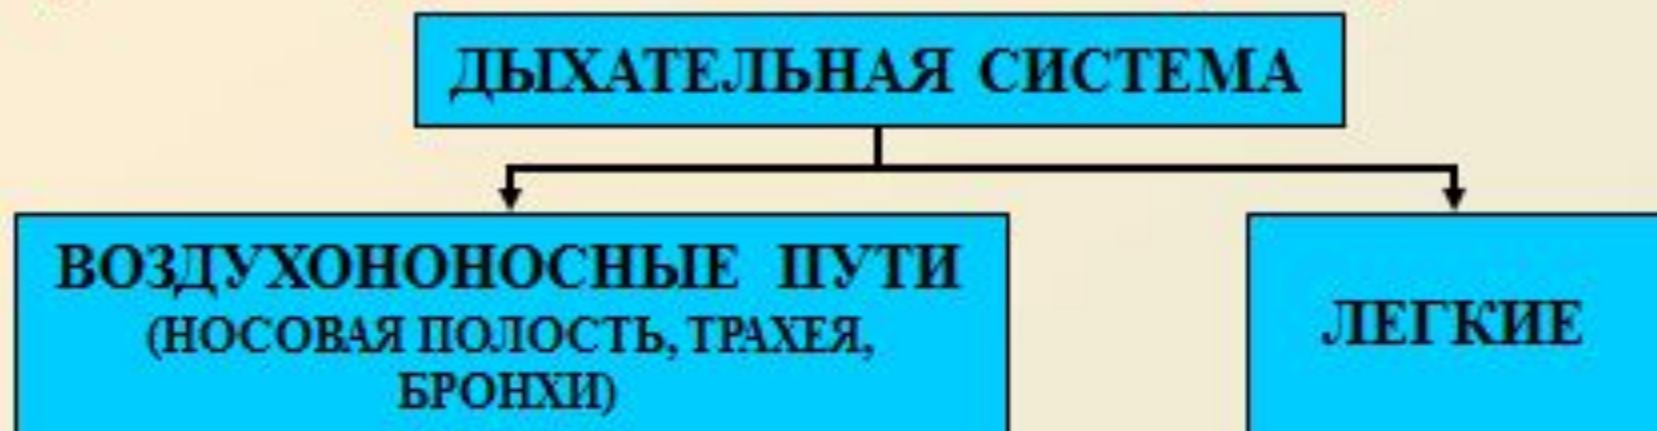 ДЫХАТЕЛЬНАЯ СИСТЕМА
ВОЗДУХОНОНОСНЫЕ ПУТИ
(НОСОВАЯ ПОЛОСТЬ, ТРАХЕЯ,
БРОНХИ)
ЛЕГКИЕ